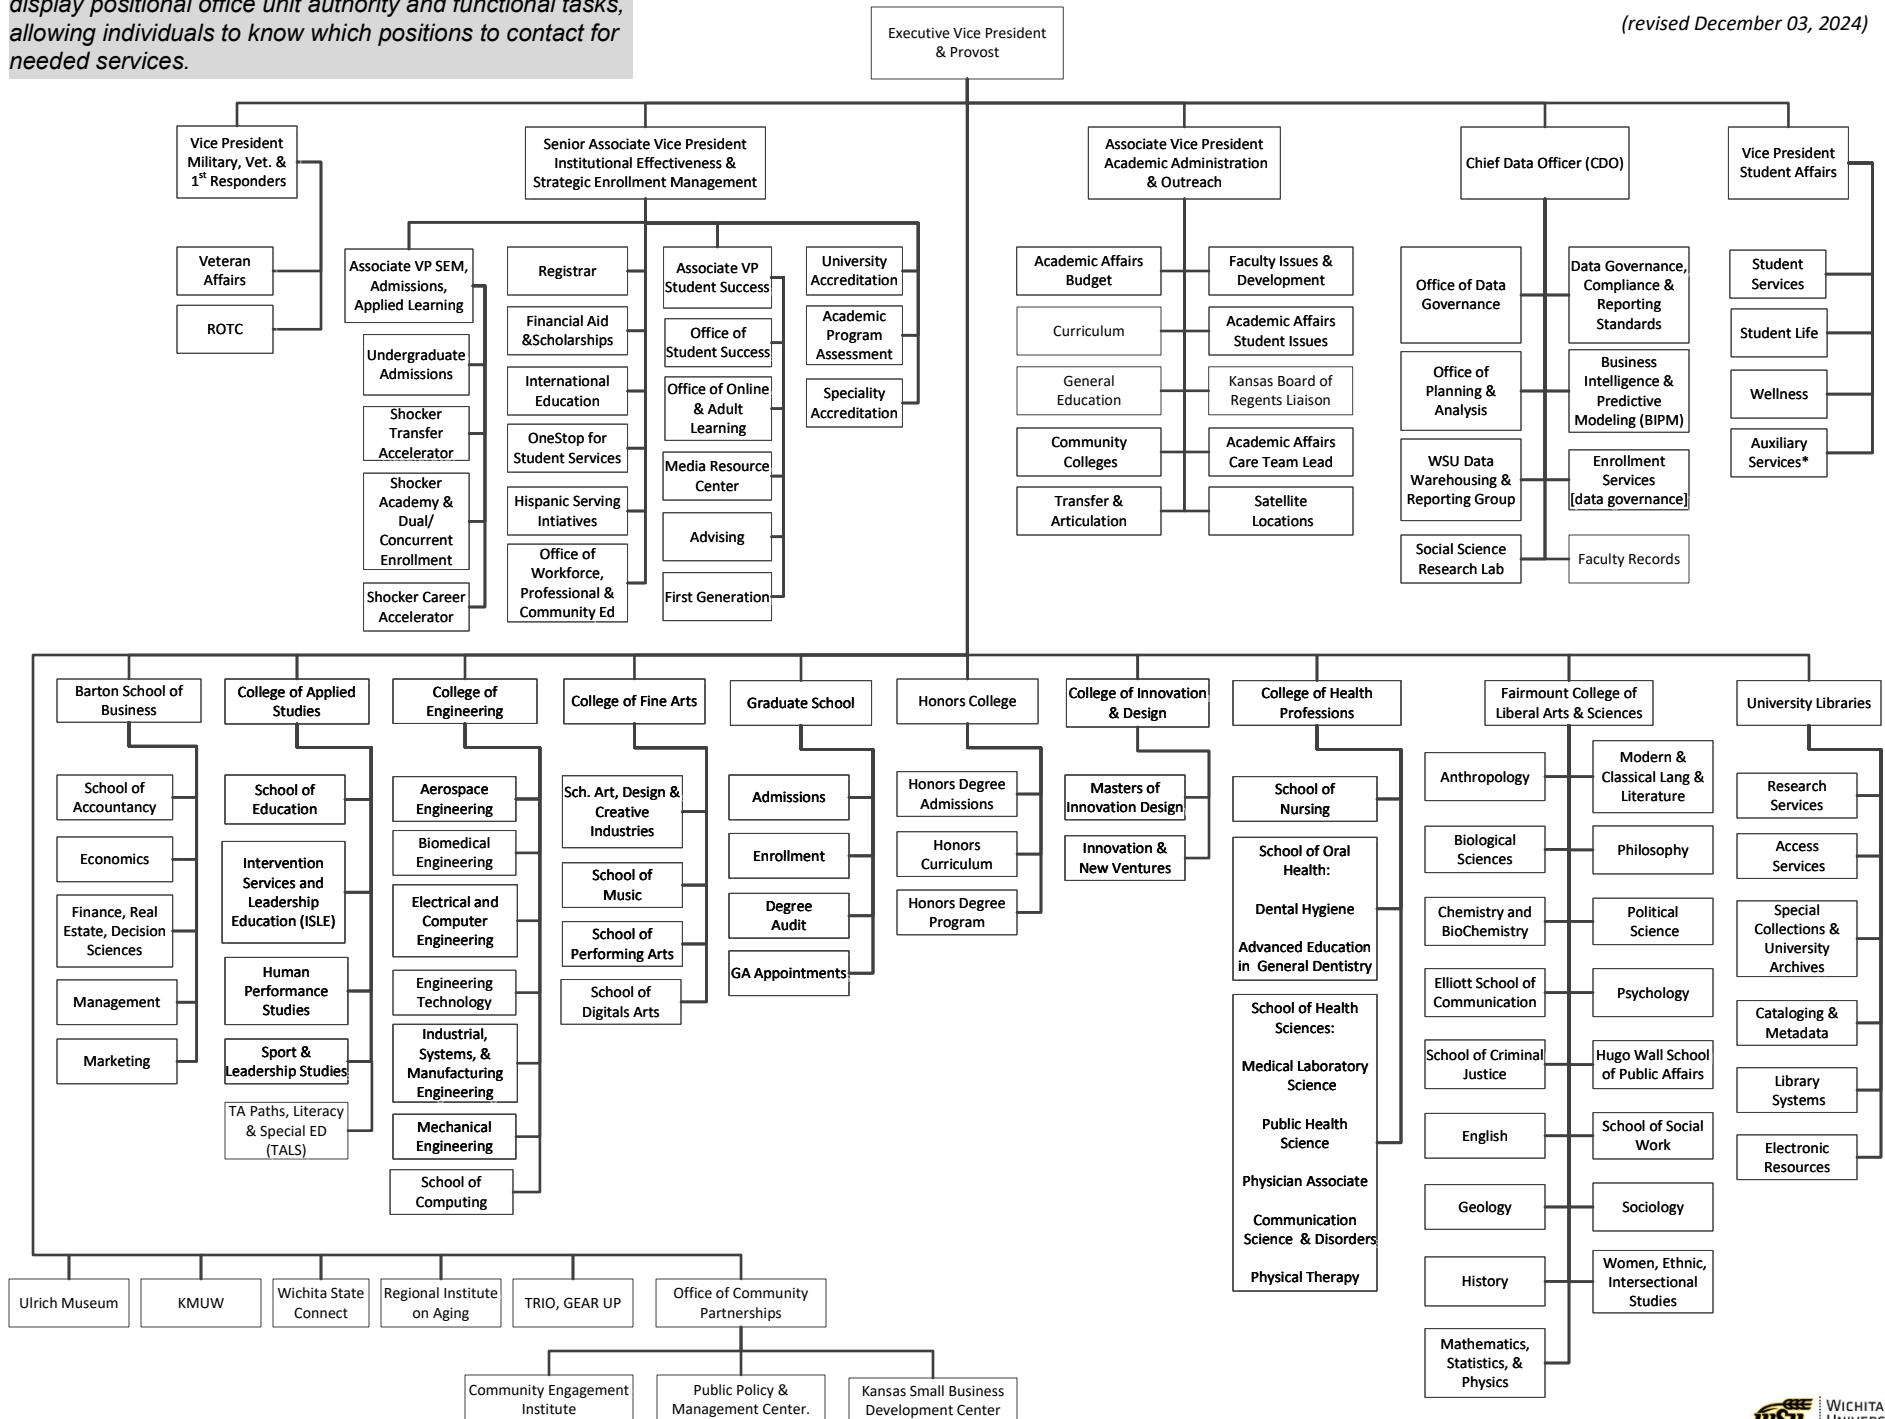 display positional office unit authority and functional tasks,
allowing individuals to know which positions to contact for
needed services.
(revised December 03, 2024)
Executive Vice President
& Provost
Vice President
Military, Vet. &
1st Responders
Senior Associate Vice President
Institutional Effectiveness &
Strategic Enrollment Management
Associate Vice President
Academic Administration
& Outreach
Chief Data Officer (CDO)
Vice President
Student Affairs
Veteran
Affairs
ROTC
Associate VP SEM,
Admissions,
Applied Learning
Undergraduate
Admissions
Shocker
Transfer
Accelerator
Shocker
Academy &
Dual/
Concurrent
Enrollment
Shocker Career
Accelerator
Registrar
Financial Aid
&Scholarships
International
Education
OneStop for
Student Services
Hispanic Serving
Intiatives
Office of
Workforce,
Professional &
Community Ed
Associate VP
Student Success
Office of
Student Success
Office of Online
& Adult
Learning
Media Resource
Center
Advising
First Generation
University
Accreditation
Academic
Program
Assessment
Speciality
Accreditation
Academic Affairs
Budget
Curriculum
General
Education
Community
Colleges
Transfer &
Articulation
Faculty Issues &
Development
Academic Affairs
Student Issues
Kansas Board of
Regents Liaison
Academic Affairs
Care Team Lead
Satellite
Locations
Office of Data
Governance
Office of
Planning &
Analysis
WSU Data
Warehousing &
Reporting Group
Social Science
Research Lab
Data Governance,
Compliance &
Reporting
Standards
Business
Intelligence &
Predictive
Modeling (BIPM)
Enrollment
Services
[data governance]
Faculty Records
Student
Services
Student Life
Wellness
Auxiliary
Services*
Barton School of
Business
School of
Accountancy
Economics
Finance, Real
Estate, Decision
Sciences
Management
Marketing
College of Applied
Studies
School of
Education
Intervention
Services and
Leadership
Education (ISLE)
Human
Performance
Studies
Sport &
Leadership Studies
TA Paths, Literacy
& Special ED
(TALS)
College of
Engineering
Aerospace
Engineering
Biomedical
Engineering
Electrical and
Computer
Engineering
Engineering
Technology
Industrial,
Systems, &
Manufacturing
Engineering
Mechanical
Engineering
School of
Computing
College of Fine Arts
Sch. Art, Design &
Creative
Industries
School of
Music
School of
Performing Arts
School of
Digitals Arts
Graduate School
Admissions
Enrollment
Degree
Audit
GA Appointments
Honors College
Honors Degree
Admissions
Honors
Curriculum
Honors Degree
Program
College of Innovation
& Design
Masters of
Innovation Design
Innovation &
New Ventures
College of Health
Professions
School of
Nursing
School of Oral
Health:
Dental Hygiene
Advanced Education
in General Dentistry
School of Health
Sciences:
Medical Laboratory
Science
Public Health
Science
Physician Associate
Communication
Science & Disorders
Physical Therapy
Fairmount College of
Liberal Arts & Sciences
Anthropology
Biological
Sciences
Chemistry and
BioChemistry
Elliott School of
Communication
School of Criminal
Justice
English
Geology
History
Mathematics,
Statistics, &
Physics
Modern &
Classical Lang &
Literature
Philosophy
Political
Science
Psychology
Hugo Wall School
of Public Affairs
School of Social
Work
Sociology
Women, Ethnic,
Intersectional
Studies
University Libraries
Research
Services
Access
Services
Special
Collections &
University
Archives
Cataloging &
Metadata
Library
Systems
Electronic
Resources
Ulrich Museum
KMUW
Wichita State
Connect
Regional Institute
on Aging
TRIO, GEAR UP
Office of Community
Partnerships
Community Engagement
Institute
Public Policy &
Management Center.
Kansas Small Business
Development Center
WICHITA